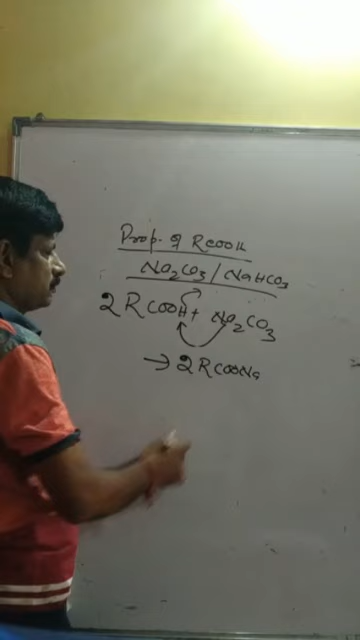 Prop. of RCOOH
Na2CO3 / NaHCO3
2 RCOOH + Na2CO3
→ 2 RCOONa